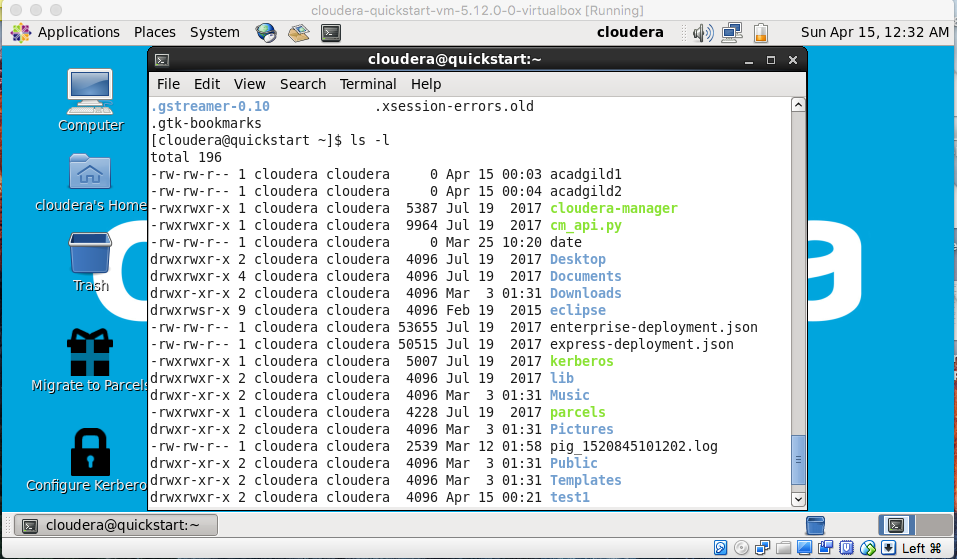 cloudera-quickstart-vm-5.12.0-0-virtualbox [Running]
Applications Places System cloudera Sun Apr 15, 12:32 AM
cloudera@quickstart:~
File Edit View Search Terminal Help
.gstreamer-0.10 .xsession-errors.old
.gtk-bookmarks
[cloudera@quickstart ~]$ ls -l
total 196
-rw-rw-r-- 1 cloudera cloudera 0 Apr 15 00:03 acadgild1
-rw-rw-r-- 1 cloudera cloudera 0 Apr 15 00:04 acadgild2
-rwxrwxr-x 1 cloudera cloudera 5387 Jul 19 2017 cloudera-manager
-rwxrwxr-x 1 cloudera cloudera 9964 Jul 19 2017 cm_api.py
-rw-rw-r-- 1 cloudera cloudera 0 Mar 25 10:20 date
drwxrwxr-x 2 cloudera cloudera 4096 Jul 19 2017 Desktop
drwxrwxr-x 4 cloudera cloudera 4096 Jul 19 2017 Documents
drwxr-xr-x 2 cloudera cloudera 4096 Mar 3 01:31 Downloads
drwxrwsr-x 9 cloudera cloudera 4096 Feb 19 2015 eclipse
-rw-rw-r-- 1 cloudera cloudera 53655 Jul 19 2017 enterprise-deployment.json
-rw-rw-r-- 1 cloudera cloudera 50515 Jul 19 2017 express-deployment.json
-rwxrwxr-x 1 cloudera cloudera 5007 Jul 19 2017 kerberos
drwxrwxr-x 2 cloudera cloudera 4096 Jul 19 2017 lib
drwxr-xr-x 2 cloudera cloudera 4096 Mar 3 01:31 Music
-rwxrwxr-x 1 cloudera cloudera 4228 Jul 19 2017 parcels
drwxr-xr-x 2 cloudera cloudera 4096 Mar 3 01:31 Pictures
-rw-rw-r-- 1 cloudera cloudera 2539 Mar 12 01:58 pig_1520845101202.log
drwxr-xr-x 2 cloudera cloudera 4096 Mar 3 01:31 Public
drwxr-xr-x 2 cloudera cloudera 4096 Mar 3 01:31 Templates
drwxrwxr-x 2 cloudera cloudera 4096 Apr 15 00:21 test1
Computer
cloudera's Home
Trash
Migrate to Parcels
Configure Kerbero
cloudera@quickstart:~
Left ⌘